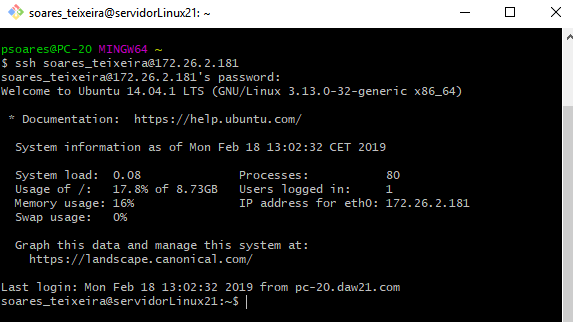 soares_teixeira@servidorLinux21: ~
psoares@PC-20 MINGW64 ~
$ ssh soares_teixeira@172.26.2.181
soares_teixeira@172.26.2.181's password:
Welcome to Ubuntu 14.04.1 LTS (GNU/Linux 3.13.0-32-generic x86_64)
* Documentation:  https://help.ubuntu.com/
System information as of Mon Feb 18 13:02:32 CET 2019
System load:  0.08              Processes:           80
Usage of /:   17.8% of 8.73GB   Users logged in:     1
Memory usage: 16%               IP address for eth0: 172.26.2.181
Swap usage:   0%
Graph this data and manage this system at:
https://landscape.canonical.com/
Last login: Mon Feb 18 13:02:32 2019 from pc-20.daw21.com
soares_teixeira@servidorLinux21:~$